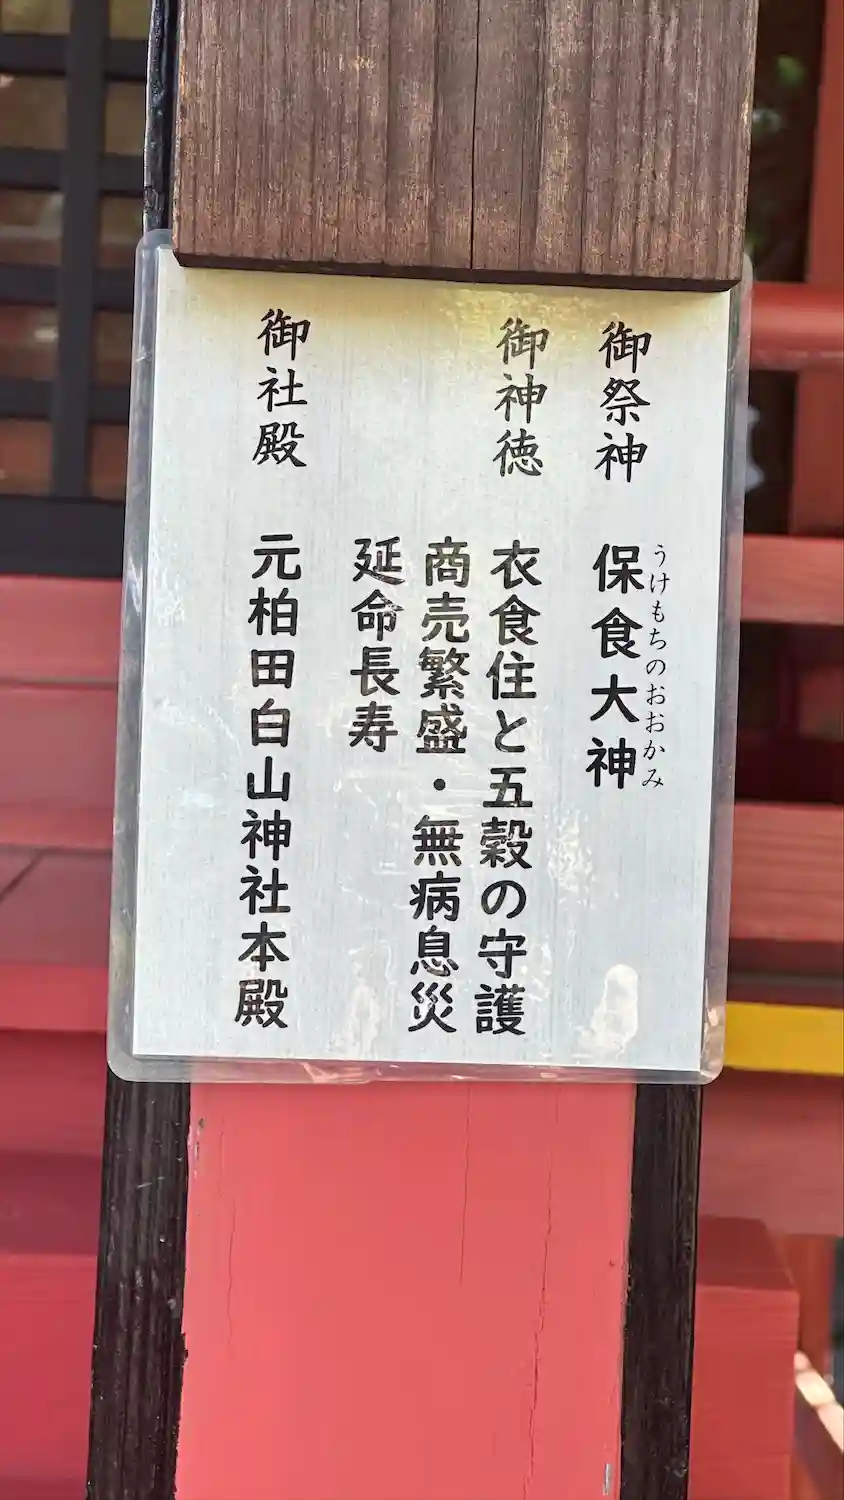 御祭神 保食大神
うけもちのおおかみ
御神徳 衣食住と五穀の守護
商売繁盛・無病息災
延命長寿
御社殿 元柏田白山神社本殿